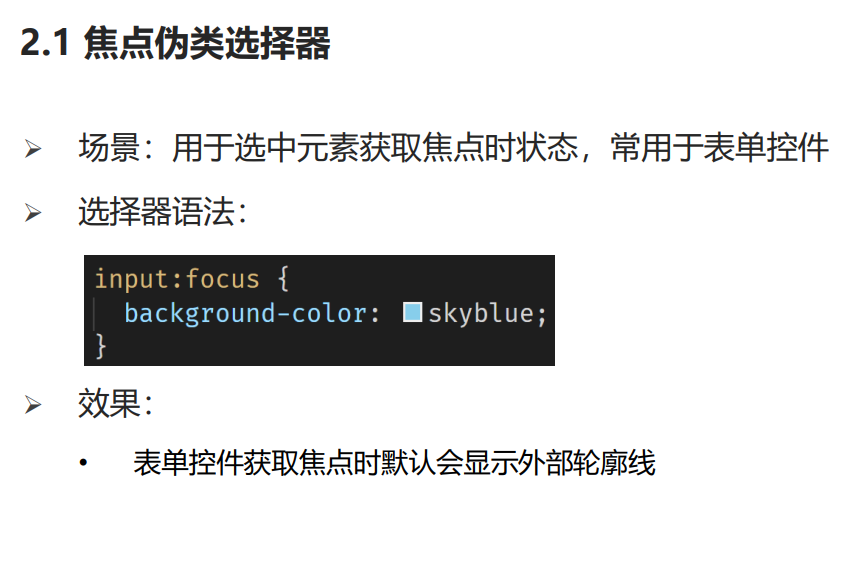 2.1 焦点伪类选择器
➢ 场景：用于选中元素获取焦点时状态，常用于表单控件
➢ 选择器语法：
input:focus {
background-color: skyblue;
}
➢ 效果：
• 表单控件获取焦点时默认会显示外部轮廓线